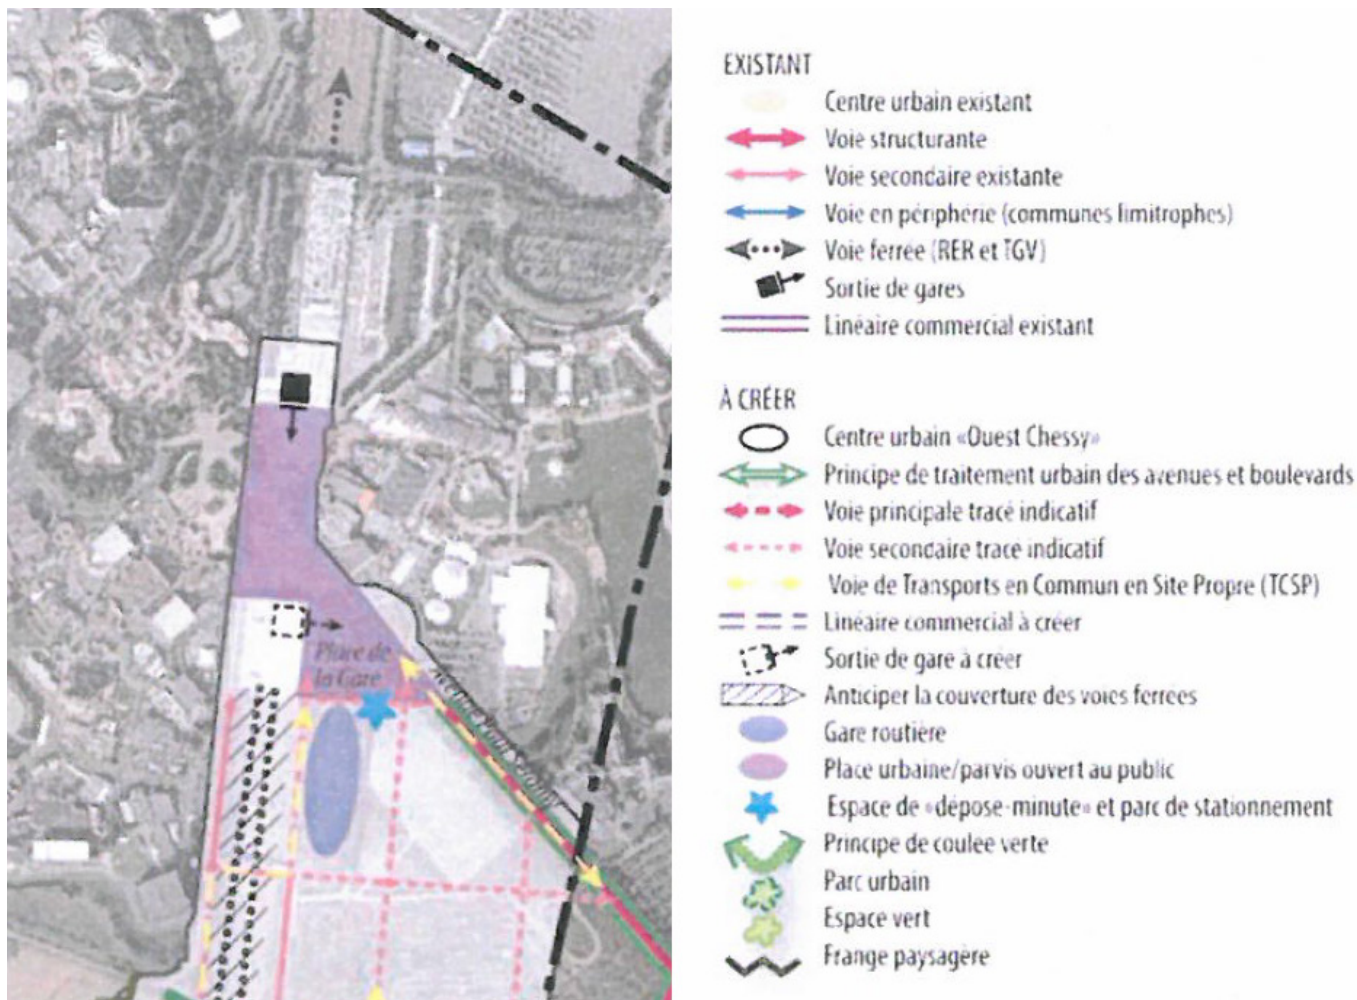 Place de
la Gare
EXISTANT
Centre urbain existant
Voie structurante
Voie secondaire existante
Voie en périphérie (communes limitrophes)
Voie ferrée (RER et TGV)
Sortie de gares
Linéaire commercial existant
À CRÉER
Centre urbain «Ouest Chessy»
Principe de traitement urbain des avenues et boulevards
Voie principale tracé indicatif
Voie secondaire tracé indicatif
Voie de Transports en Commun en Site Propre (TCSP)
Linéaire commercial à créer
Sortie de gare à créer
Anticiper la couverture des voies ferrées
Gare routière
Place urbaine/parvis ouvert au public
Espace de «dépose-minute» et parc de stationnement
Principe de coulée verte
Parc urbain
Espace vert
Frange paysagère